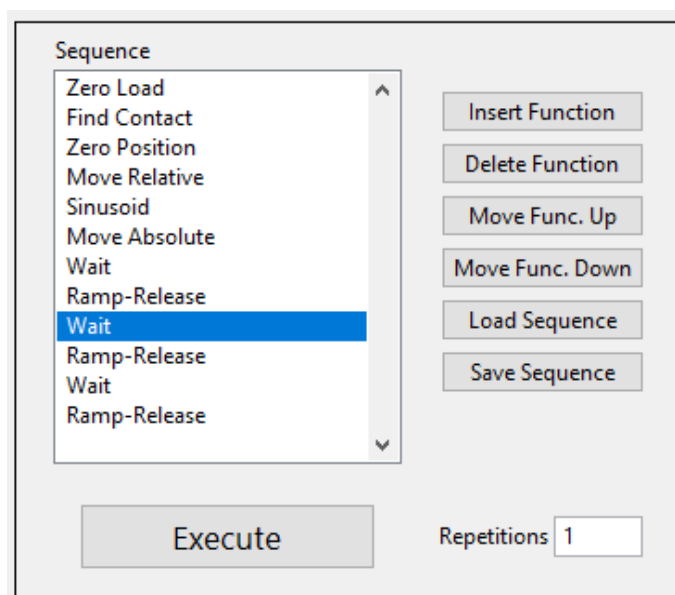 Sequence
Zero Load
Find Contact
Zero Position
Move Relative
Sinusoid
Move Absolute
Wait
Ramp-Release
Wait
Ramp-Release
Wait
Ramp-Release
Insert Function
Delete Function
Move Func. Up
Move Func. Down
Load Sequence
Save Sequence
Execute
Repetitions 1